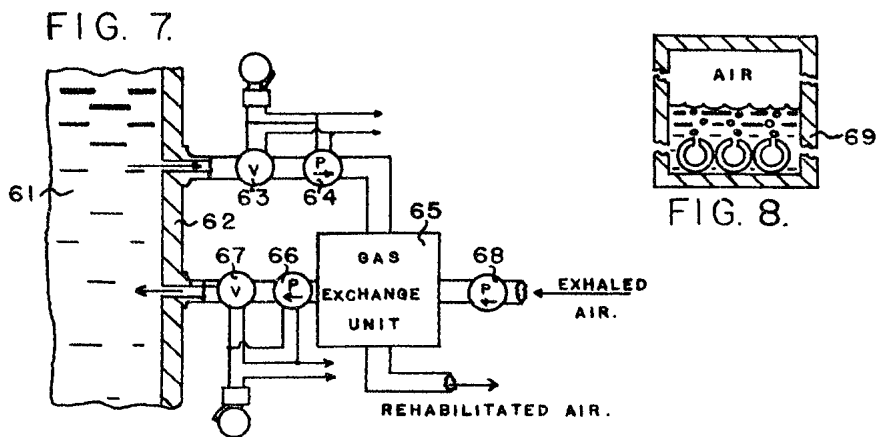 FIG. 7.
61
62
V
63
P
64
65
GAS
EXCHANGE
UNIT
67
V
66
P
68
P
EXHALED
AIR.
REHABILITATED AIR.
AIR
69
FIG. 8.